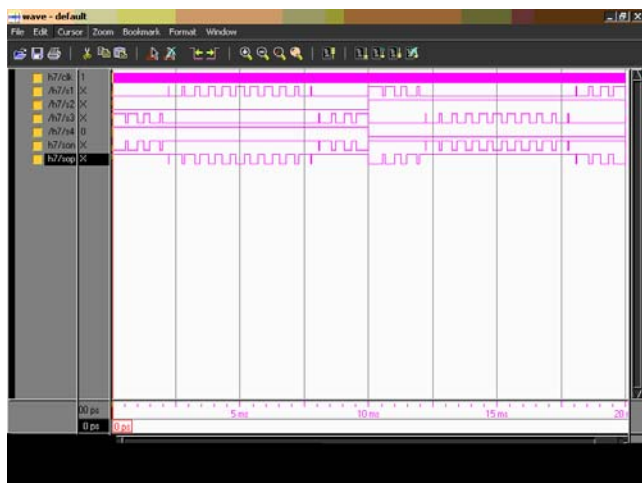 wave - default
File Edit Cursor Zoom Bookmark Format Window
h7/clk 1
/h7/s1 X
/h7/s2 X
/h7/s3 X
/h7/s4 0
h7/son X
h7/sop X
00 ps
5 ms 10 ms 15 ms 20
0 ps 0 ps